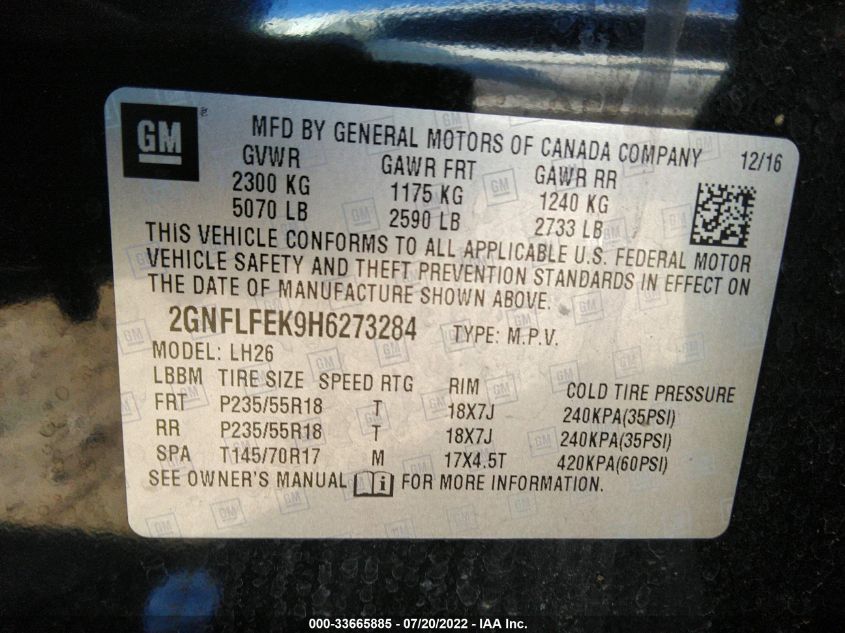 GM ®
MFD BY GENERAL MOTORS OF CANADA COMPANY 12/16
GVWR GAWR FRT GAWR RR
2300 KG 1175 KG 1240 KG
5070 LB 2590 LB 2733 LB
THIS VEHICLE CONFORMS TO ALL APPLICABLE U.S. FEDERAL MOTOR
VEHICLE SAFETY AND THEFT PREVENTION STANDARDS IN EFFECT ON
THE DATE OF MANUFACTURE SHOWN ABOVE.
2GNFLFEK9H6273284 TYPE: M.P.V.
MODEL: LH26
LBBM TIRE SIZE SPEED RTG RIM COLD TIRE PRESSURE
FRT P235/55R18 T 18X7J 240KPA(35PSI)
RR P235/55R18 T 18X7J 240KPA(35PSI)
SPA T145/70R17 M 17X4.5T 420KPA(60PSI)
SEE OWNER'S MANUAL i FOR MORE INFORMATION.
000-33665885 - 07/20/2022 - IAA Inc.